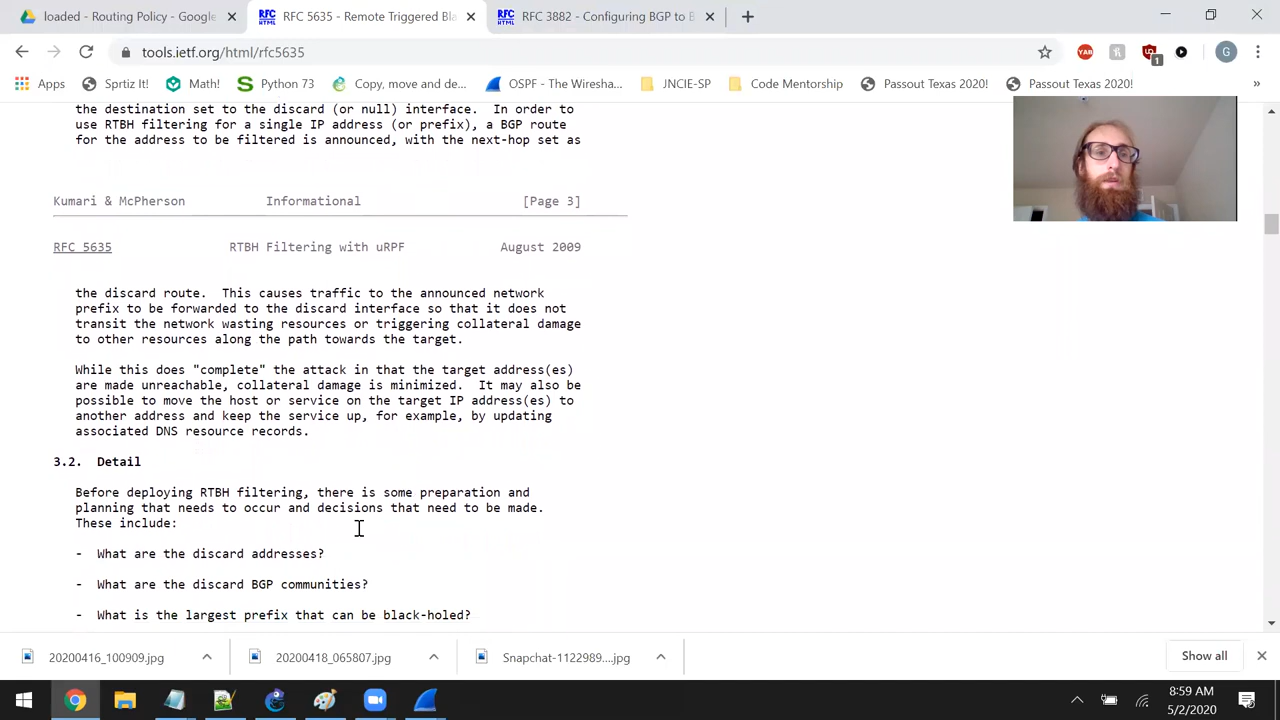 loaded - Routing Policy - Google
RFC 5635 - Remote Triggered Bla
RFC 3882 - Configuring BGP to B
tools.ietf.org/html/rfc5635
YAB
1
G
Apps
Sprtiz It!
Math!
Python 73
Copy, move and de...
OSPF - The Wiresha...
JNCIE-SP
Code Mentorship
Passout Texas 2020!
Passout Texas 2020!
»
the destination set to the discard (or null) interface.  In order to
use RTBH filtering for a single IP address (or prefix), a BGP route
for the address to be filtered is announced, with the next-hop set as
Kumari & McPherson Informational [Page 3]
RFC 5635 RTBH Filtering with uRPF August 2009
the discard route.  This causes traffic to the announced network
prefix to be forwarded to the discard interface so that it does not
transit the network wasting resources or triggering collateral damage
to other resources along the path towards the target.
While this does "complete" the attack in that the target address(es)
are made unreachable, collateral damage is minimized.  It may also be
possible to move the host or service on the target IP address(es) to
another address and keep the service up, for example, by updating
associated DNS resource records.
3.2.  Detail
Before deploying RTBH filtering, there is some preparation and
planning that needs to occur and decisions that need to be made.
These include:
-  What are the discard addresses?
-  What are the discard BGP communities?
-  What is the largest prefix that can be black-holed?
20200416_100909.jpg
20200418_065807.jpg
Snapchat-1122989....jpg
Show all
8:59 AM
5/2/2020